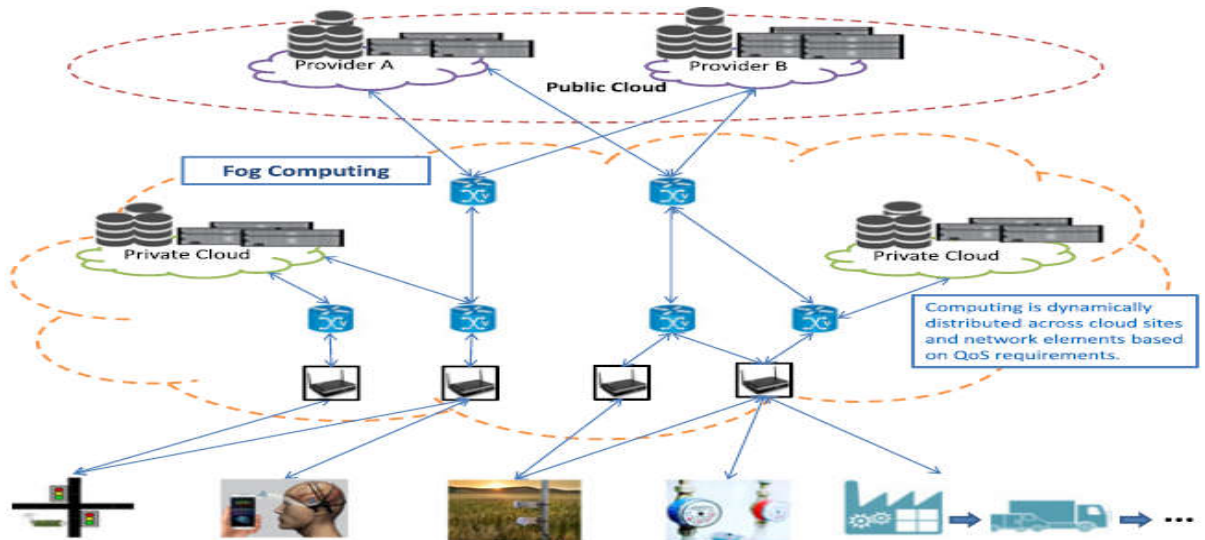 Provider A
Provider B
Public Cloud
Fog Computing
Private Cloud
Private Cloud
Computing is dynamically
distributed across cloud sites
and network elements based
on QoS requirements.
...